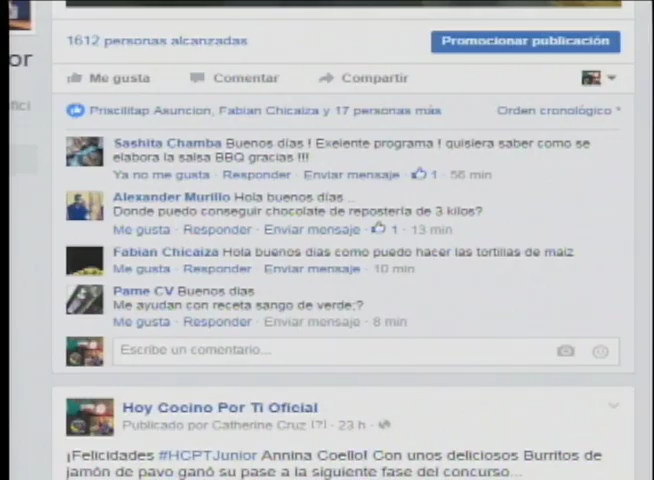 or
1612 personas alcanzadas
Promocionar publicación
Me gusta Comentar Compartir
fici
Priscilitap Asuncion, Fabian Chicaiza y 17 personas más Orden cronológico
Sashita Chamba Buenos días ! Exelente programa ! quisiera saber como se
elabora la salsa BBQ gracias !!!
Ya no me gusta · Responder · Enviar mensaje · 1 · 56 min
Alexander Murillo Hola buenos días ..
Donde puedo conseguir chocolate de repostería de 3 kilos?
Me gusta · Responder · Enviar mensaje · 1 · 13 min
Fabian Chicaiza Hola buenos dias como puedo hacer las tortillas de maiz
Me gusta · Responder · Enviar mensaje · 10 min
Pame CV Buenos días
Me ayudan con receta sango de verde;?
Me gusta · Responder · Enviar mensaje · 8 min
Escribe un comentario...
Hoy Cocino Por Ti Oficial
Publicado por Catherine Cruz [?] · 23 h ·
¡Felicidades #HCPTJunior Annina Coello! Con unos deliciosos Burritos de
jamón de pavo ganó su pase a la siguiente fase del concurso...